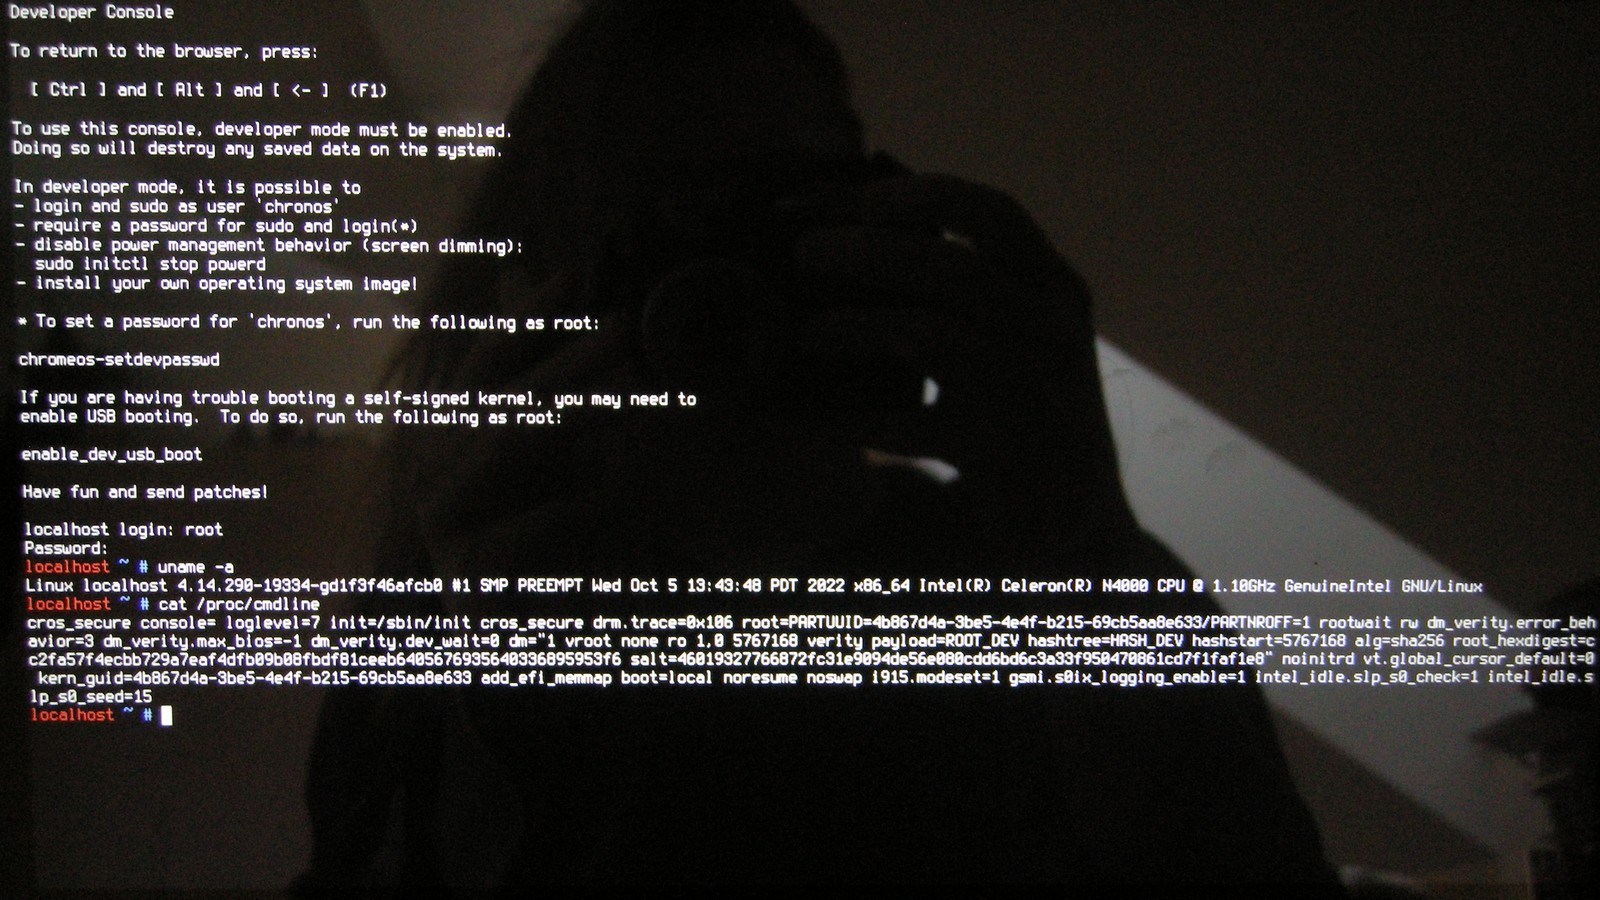 Developer Console
To return to the browser, press:
[ Ctrl ] and [ Alt ] and [ <- ] (F1)
To use this console, developer mode must be enabled.
Doing so will destroy any saved data on the system.
In developer mode, it is possible to
- login and sudo as user 'chronos'
- require a password for sudo and login(*)
- disable power management behavior (screen dimming):
sudo initctl stop powerd
- install your own operating system image!
* To set a password for 'chronos', run the following as root:
chromeos-setdevpasswd
If you are having trouble booting a self-signed kernel, you may need to
enable USB booting. To do so, run the following as root:
enable_dev_usb_boot
Have fun and send patches!
localhost login: root
Password:
localhost ~ # uname -a
Linux localhost 4.14.290-19334-gd1f3f46afcb0 #1 SMP PREEMPT Wed Oct 5 13:43:48 PDT 2022 x86_64 Intel(R) Celeron(R) N4000 CPU @ 1.10GHz GenuineIntel GNU/Linux
localhost ~ # cat /proc/cmdline
cros_secure console= loglevel=7 init=/sbin/init cros_secure drm.trace=0x106 root=PARTUUID=4b867d4a-3be5-4e4f-b215-69cb5aa8e633/PARTNROFF=1 rootwait rw dm_verity.error_beh
avior=3 dm_verity.max_bios=-1 dm_verity.dev_wait=0 dm="1 vroot none ro 1,0 5767168 verity payload=ROOT_DEV hashtree=HASH_DEV hashstart=5767168 alg=sha256 root_hexdigest=c
c2fa57f4ecbb729a7eaf4dfb09b08fbdf81ceeb64056769356403368959​53f6 salt=46019327766872fc31e9094de56e080cdd6bd6c3a33f950470861cd7f1faf1e8" noinitrd vt.global_cursor_default=0
kern_guid=4b867d4a-3be5-4e4f-b215-69cb5aa8e633 add_efi_memmap boot=local noresume noswap i915.modeset=1 gsmi.s0ix_logging_enable=1 intel_idle.slp_s0_check=1 intel_idle.s
lp_s0_seed=15
localhost ~ #